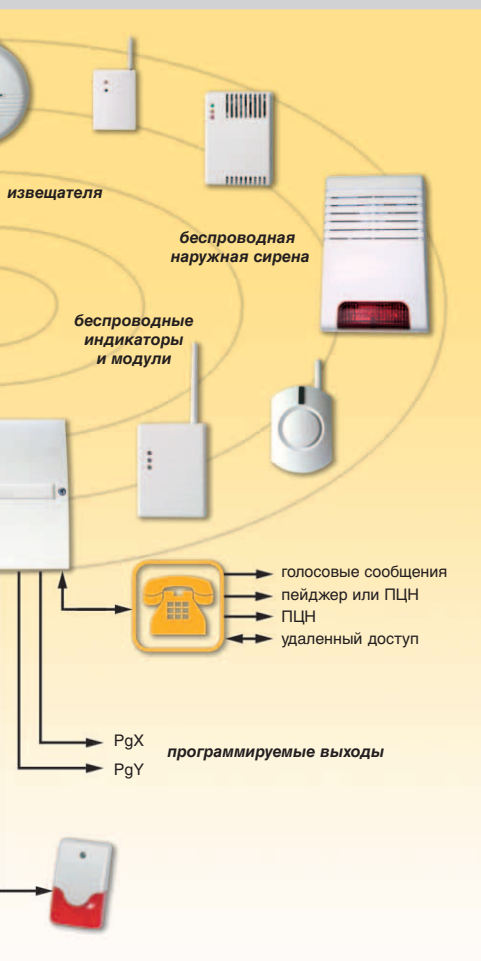 извещателя
беспроводная
наружная сирена
беспроводные
индикаторы
и модули
голосовые сообщения
пейджер или ПЦН
ПЦН
удаленный доступ
PgX
программируемые выходы
PgY